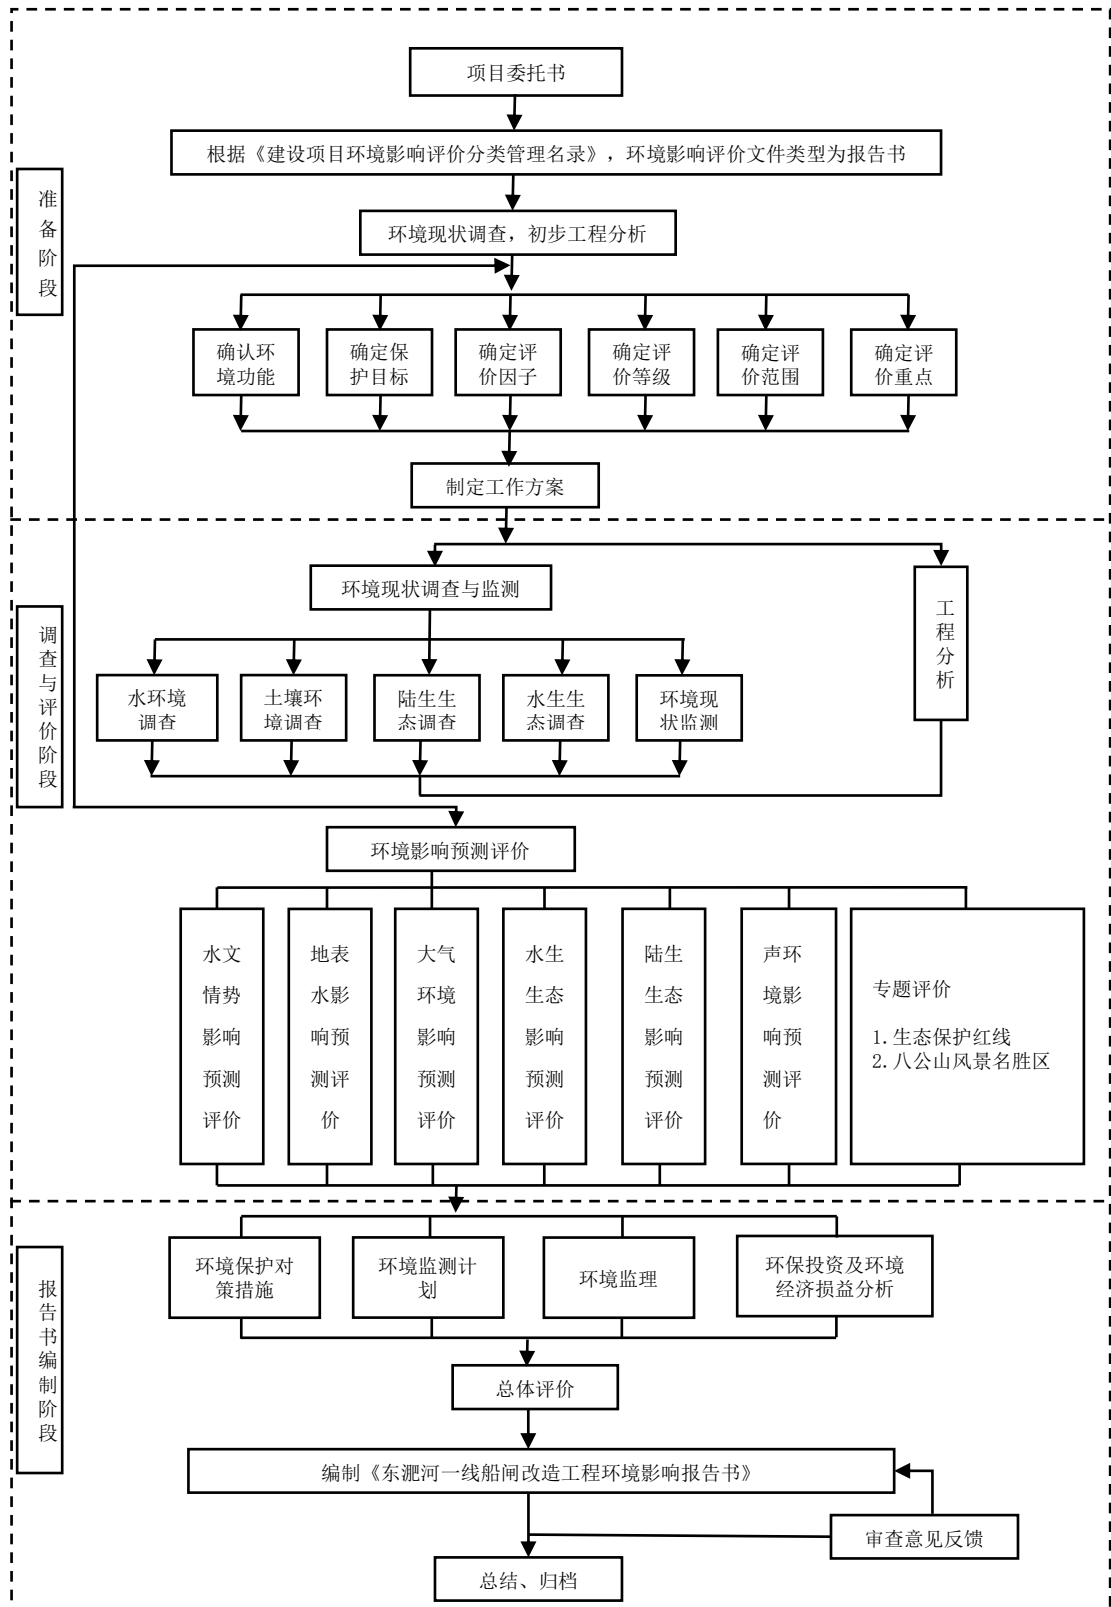 项目委托书
根据《建设项目环境影响评价分类管理名录》，环境影响评价文件类型为报告书
准
备
阶
段
环境现状调查，初步工程分析
确认环
境功能
确定保
护目标
确定评
价因子
确定评
价等级
确定评
价范围
确定评
价重点
制定工作方案
调
查
与
评
价
阶
段
环境现状调查与监测
工
程
分
析
水环境
调查
土壤环
境调查
陆生生
态调查
水生生
态调查
环境现
状监测
环境影响预测评价
水文
情势
影响
预测
评价
地表
水影
响预
测评
价
大气
环境
影响
预测
评价
水生
生态
影响
预测
评价
陆生
生态
影响
预测
评价
声环
境影
响预
测评
价
专题评价
1.生态保护红线
2.八公山风景名胜区
报
告
书
编
制
阶
段
环境保护对
策措施
环境监测计
划
环境监理
环保投资及环境
经济损益分析
总体评价
编制《东淝河一线船闸改造工程环境影响报告书》
审查意见反馈
总结、归档